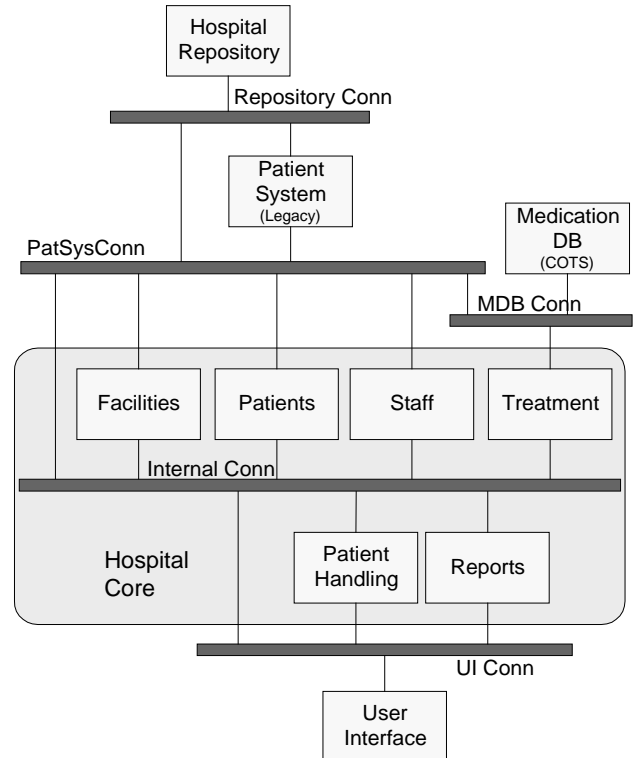 Hospital
Repository
Repository Conn
Patient
System
(Legacy)
Medication
DB
(COTS)
PatSysConn
MDB Conn
Facilities
Patients
Staff
Treatment
Internal Conn
Hospital
Core
Patient
Handling
Reports
UI Conn
User
Interface